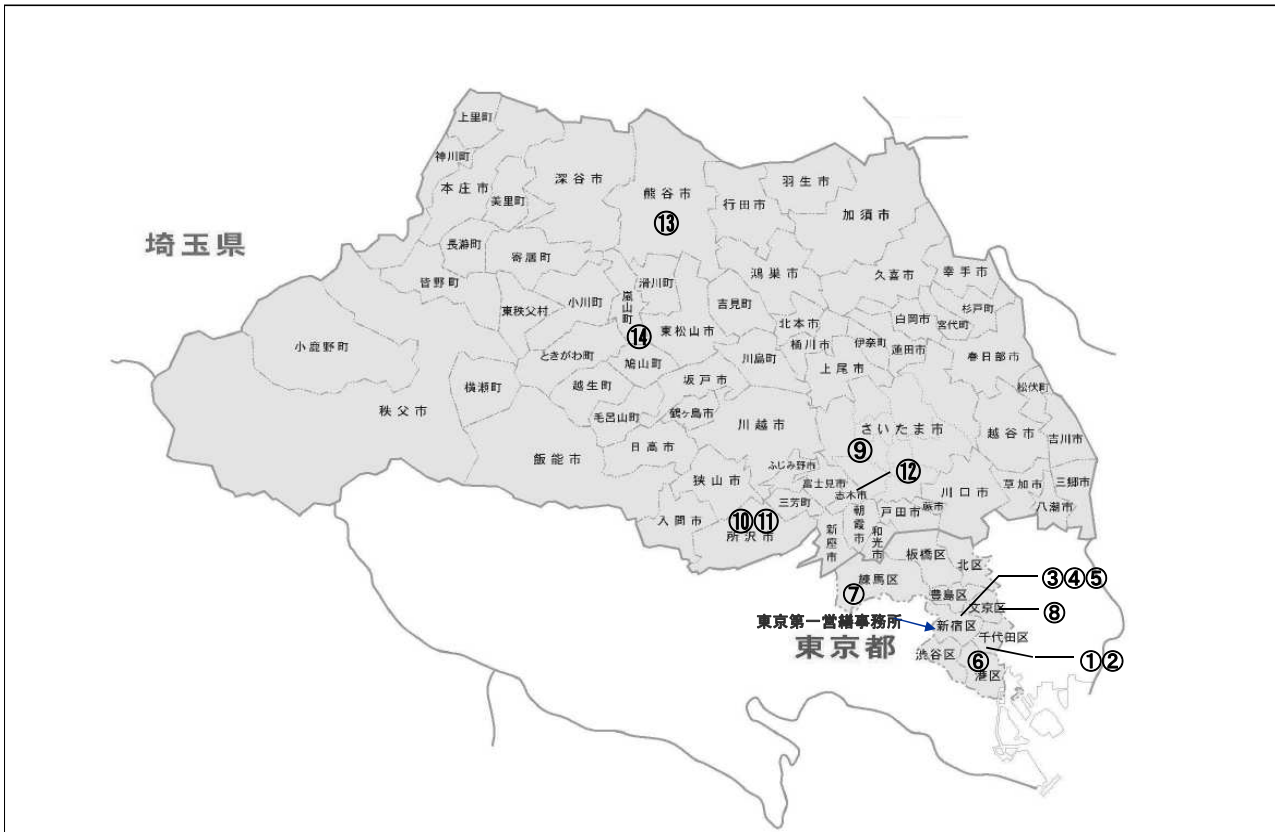 上里町
神川町
本庄市
美里町
深谷市
熊谷市
⑬
行田市
羽生市
加須市
埼玉県
長瀞町
皆野町
寄居町
東秩父村
小川町
嵐山町
滑川町
吉見町
鴻巣市
久喜市
幸手市
杉戸町
宮代町
白岡市
北本市
桶川市
伊奈町
蓮田市
春日部市
小鹿野町
⑭
東松山市
ときがわ町
鳩山町
川島町
上尾市
松伏町
横瀬町
越生町
坂戸市
秩父市
毛呂山町
鶴ヶ島市
川越市
さいたま市
越谷市
吉川市
飯能市
日高市
⑨
狭山市
ふじみ野市
富士見市
志木市
⑫
川口市
草加市
三郷市
八潮市
三芳町
入間市
⑩⑪
所沢市
新座市
朝霞市
和光市
戸田市
蕨市
板橋区
北区
練馬区
⑦
豊島区
③④⑤
文京区
⑧
東京第一営繕事務所
新宿区
千代田区
東京都
渋谷区
⑥
①②
港区